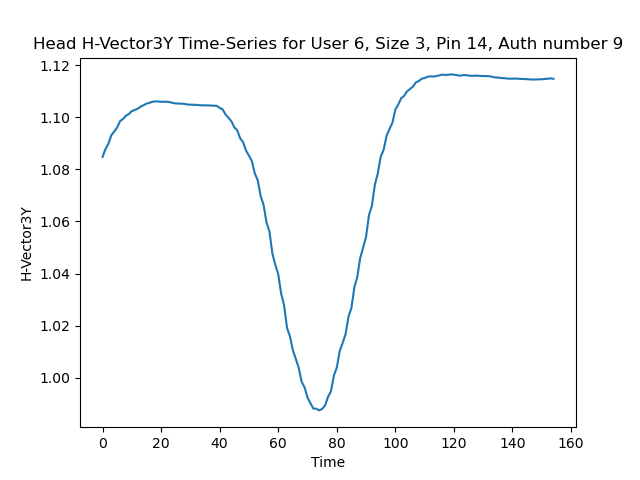 Head H-Vector3Y Time-Series for User 6, Size 3, Pin 14, Auth number 9
1.12
1.10
1.08
1.06
1.04
1.02
1.00
H-Vector3Y
0 20 40 60 80 100 120 140 160
Time